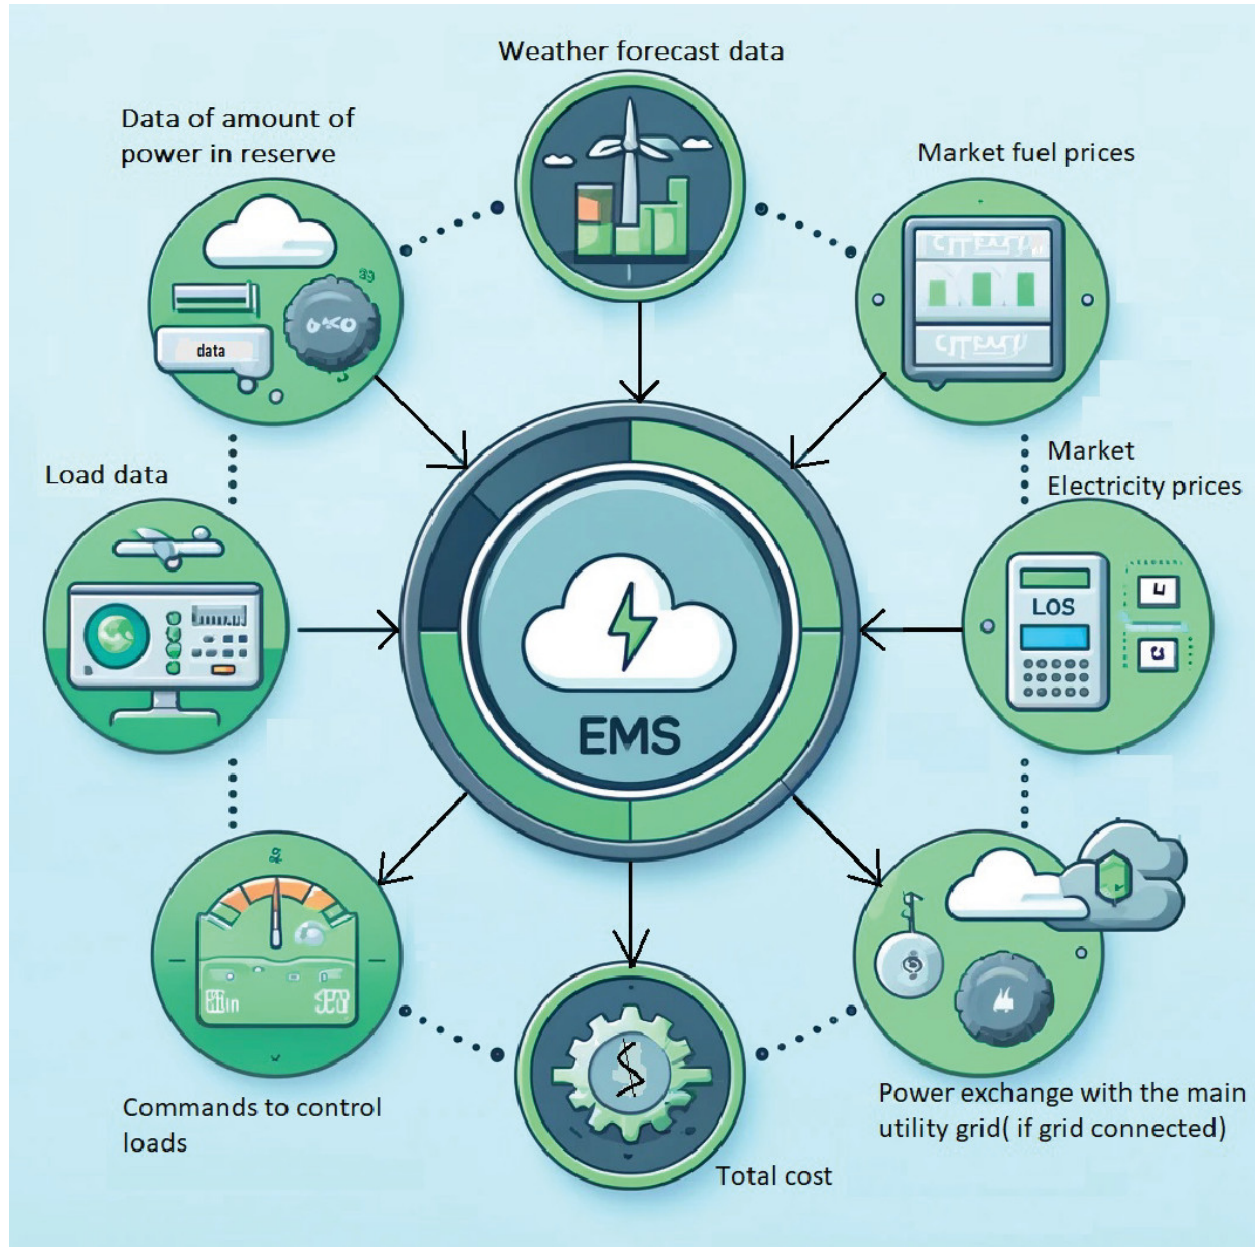 Weather forecast data
Data of amount of
power in reserve
Market fuel prices
data
Load data
Market
Electricity prices
LOS
EMS
Commands to control
loads
Power exchange with the main
utility grid( if grid connected)
Total cost